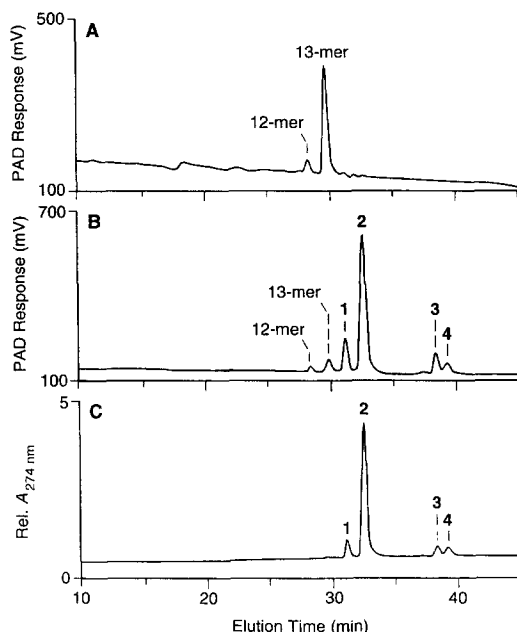 A
500
PAD Response (mV)
100
13-mer
12-mer
B
700
PAD Response (mV)
100
2
13-mer
1
12-mer
3
4
C
5
Rel. A274 nm
0
2
1
3
4
10 20 30 40
Elution Time (min)